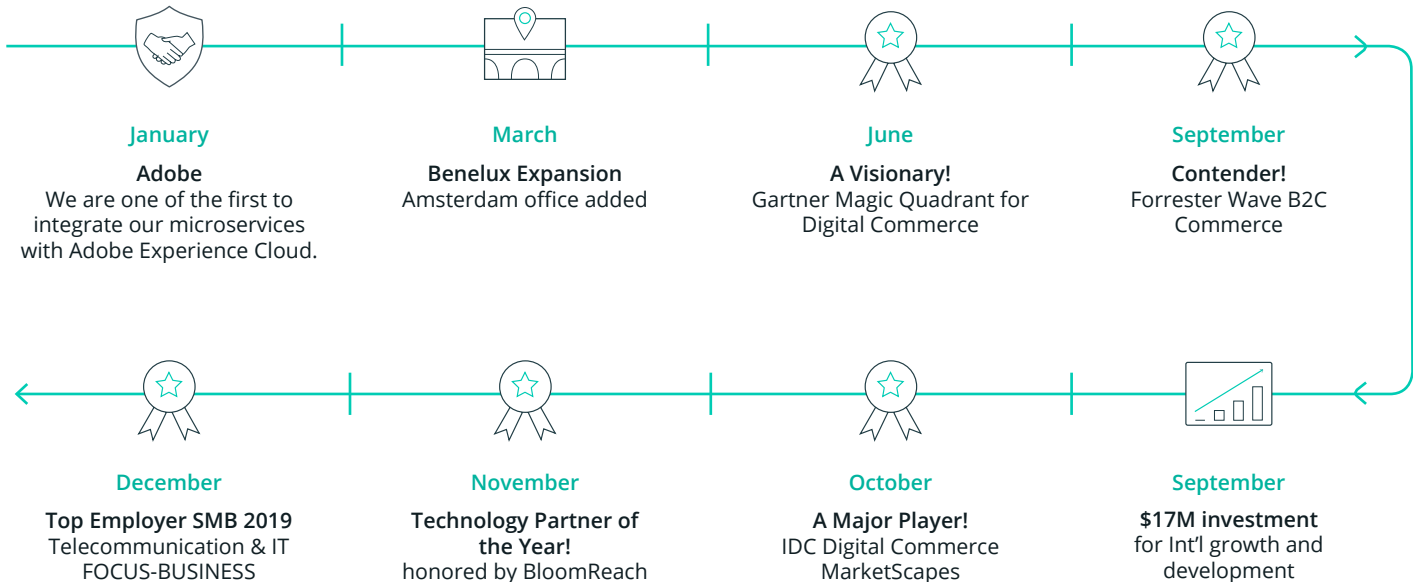 January
Adobe
We are one of the first to
integrate our microservices
with Adobe Experience Cloud.
March
Benelux Expansion
Amsterdam office added
June
A Visionary!
Gartner Magic Quadrant for
Digital Commerce
September
Contender!
Forrester Wave B2C
Commerce
September
$17M investment
for Int’l growth and
development
October
A Major Player!
IDC Digital Commerce
MarketScapes
November
Technology Partner of
the Year!
honored by BloomReach
December
Top Employer SMB 2019
Telecommunication & IT
FOCUS-BUSINESS